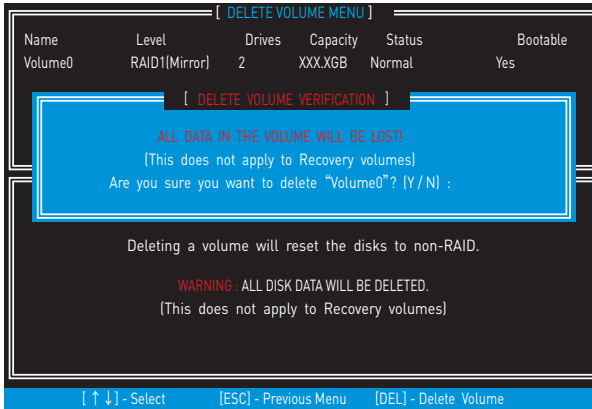 [ DELETE VOLUME MENU ]
Name Level Drives Capacity Status Bootable
Volume0 RAID1(Mirror) 2 XXX.XGB Normal Yes
[ DELETE VOLUME VERIFICATION ]
ALL DATA IN THE VOLUME WILL BE LOST!
(This does not apply to Recovery volumes)
Are you sure you want to delete “Volume0”? (Y / N) :
Deleting a volume will reset the disks to non-RAID.
WARNING : ALL DISK DATA WILL BE DELETED.
(This does not apply to Recovery volumes)
[ ↑↓ ] - Select [ESC] - Previous Menu [DEL] - Delete Volume